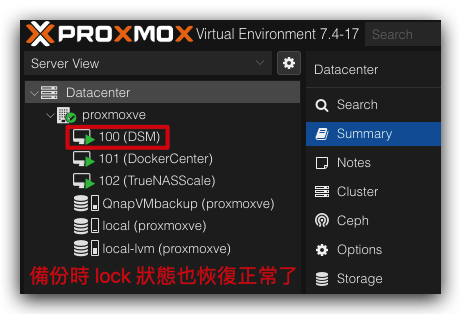 PROXMOX Virtual Environment 7.4-17 Search
Server View
Datacenter
proxmoxve
100 (DSM)
101 (DockerCenter)
102 (TrueNASScale)
QnapVMbackup (proxmoxve)
local (proxmoxve)
local-lvm (proxmoxve)
備份時 lock 狀態也恢復正常了
Datacenter
Search
Summary
Notes
Cluster
Ceph
Options
Storage